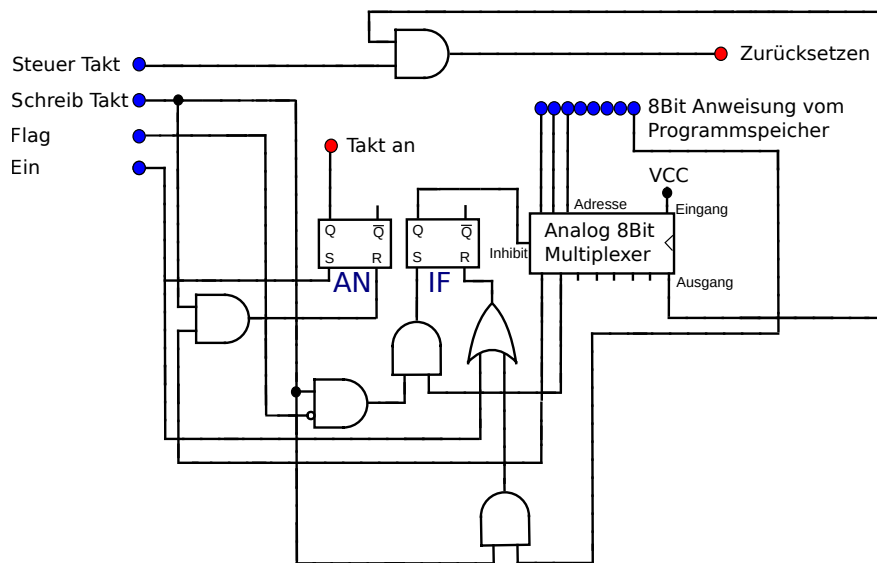 Steuer Takt
Zurücksetzen
Schreib Takt
8Bit Anweisung vom
Programmspeicher
Flag
Takt an
Ein
VCC
Adresse
Eingang
Q
Q
Q
Q
Analog 8Bit
Multiplexer
Inhibit
S
R
S
R
AN
IF
Ausgang